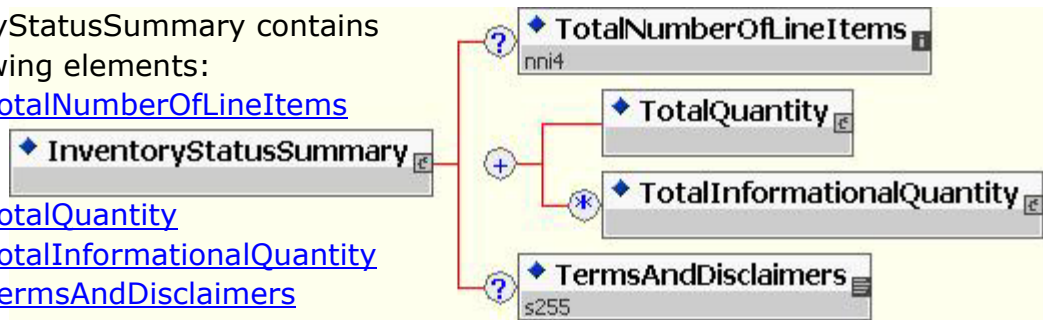 yStatusSummary contains
wing elements:
otalNumberOfLineItems
otalQuantity
otalInformationalQuantity
ermsAndDisclaimers
InventoryStatusSummary
?
TotalNumberOfLineItems
nni4
+
TotalQuantity
*
TotalInformationalQuantity
?
TermsAndDisclaimers
s255